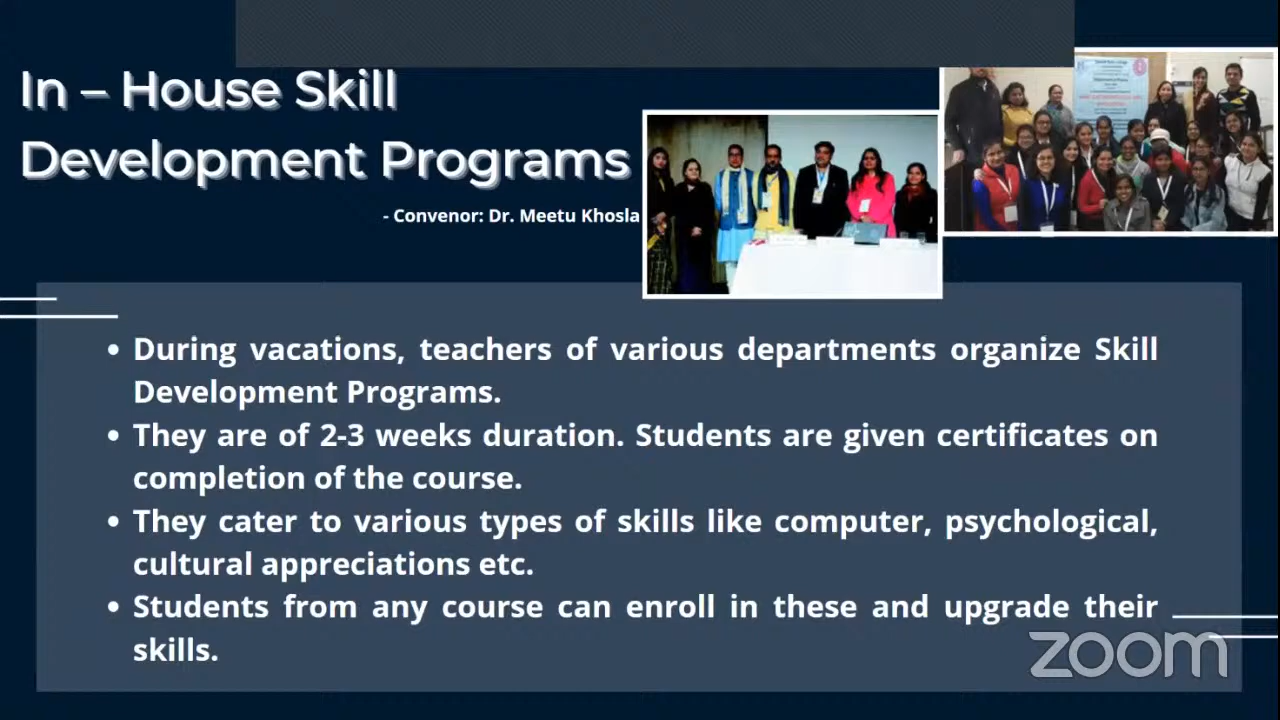 In – House Skill
Development Programs
- Convenor: Dr. Meetu Khosla
During vacations, teachers of various departments organize Skill
Development Programs.
They are of 2-3 weeks duration. Students are given certificates on
completion of the course.
They cater to various types of skills like computer, psychological,
cultural appreciations etc.
Students from any course can enroll in these and upgrade their
skills.
zoom